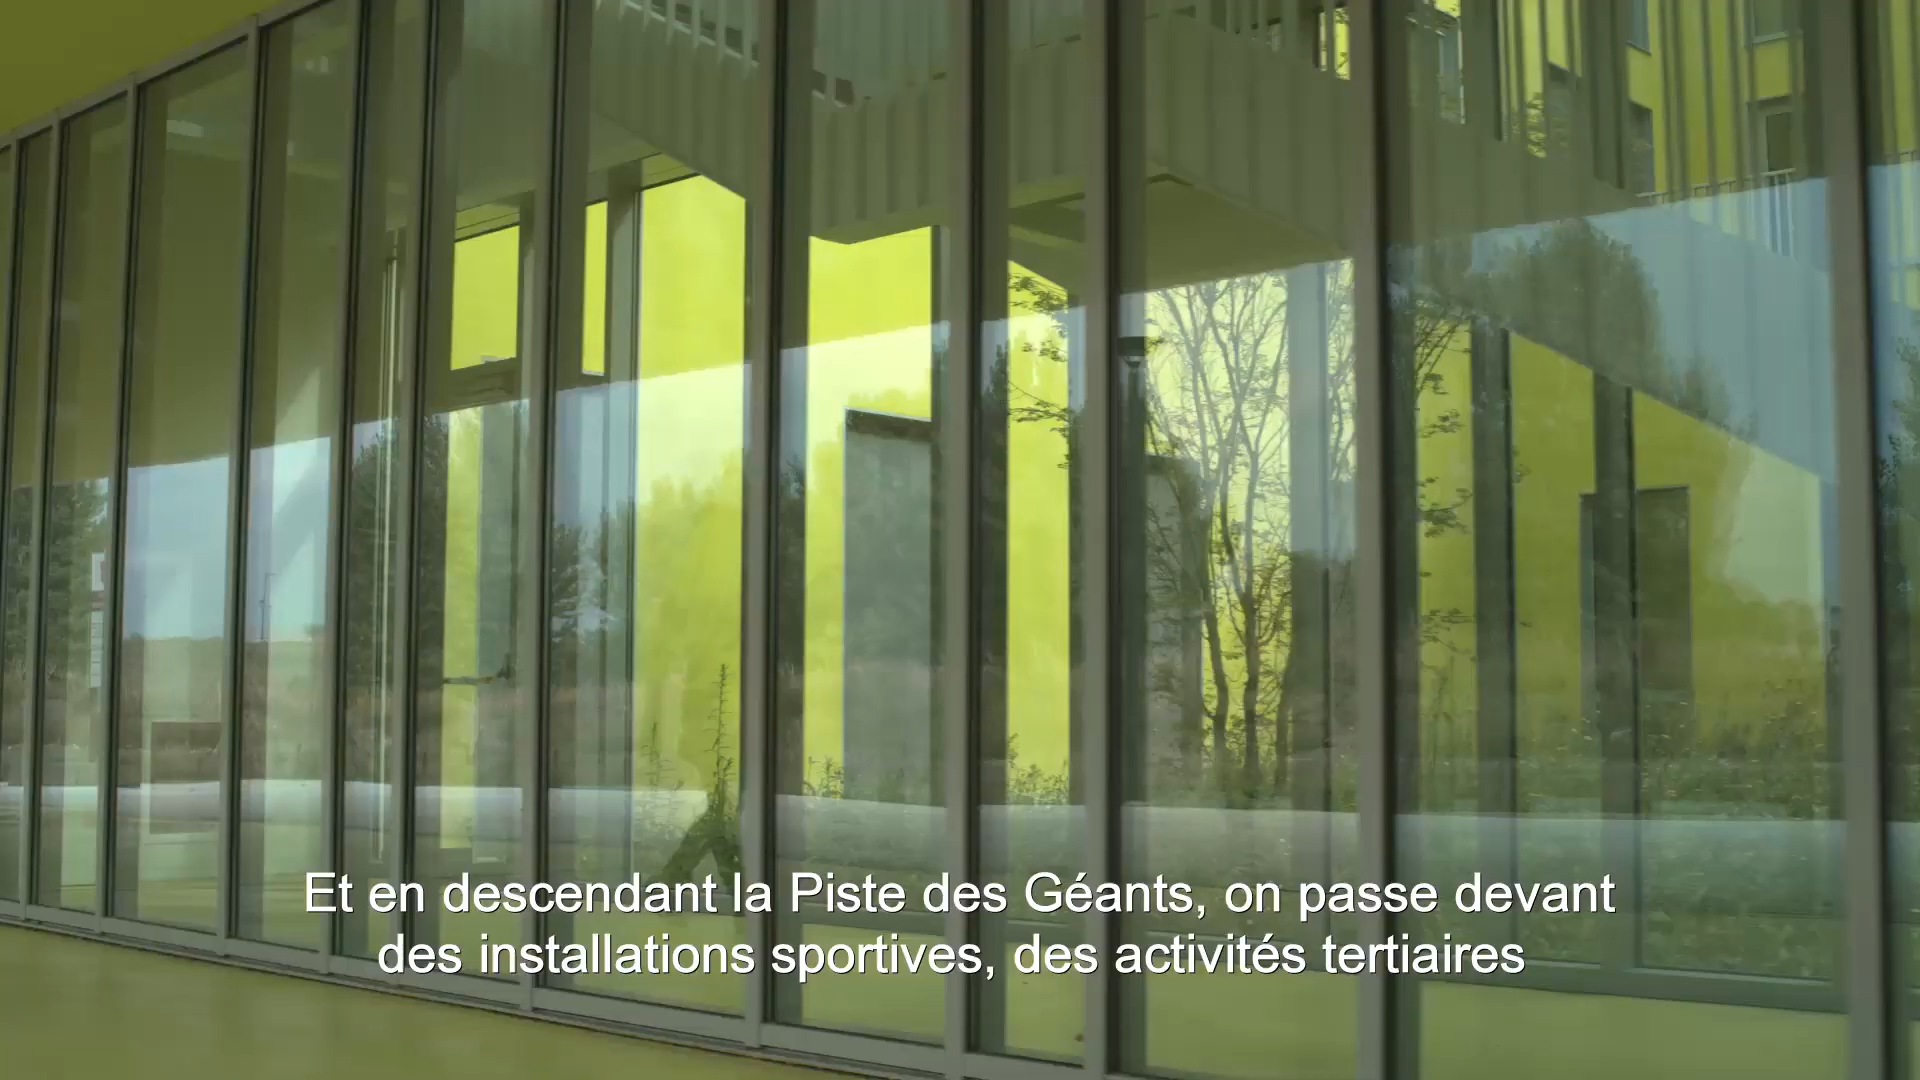 Et en descendant la Piste des Géants, on passe devant
des installations sportives, des activités tertiaires